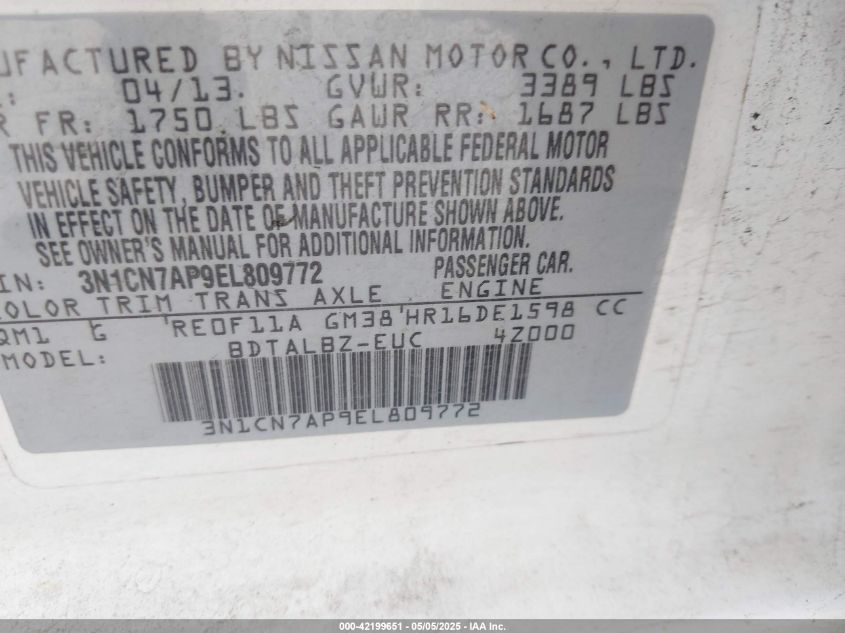 UFACTURED BY NISSAN MOTOR CO., LTD.
: 04/13. GVWR: 3389 LBS
R FR: 1750 LBS GAWR RR: 1687 LBS
THIS VEHICLE CONFORMS TO ALL APPLICABLE FEDERAL MOTOR
VEHICLE SAFETY, BUMPER AND THEFT PREVENTION STANDARDS
IN EFFECT ON THE DATE OF MANUFACTURE SHOWN ABOVE.
SEE OWNER'S MANUAL FOR ADDITIONAL INFORMATION.
IN: 3N1CN7AP9EL809772 PASSENGER CAR.
OLOR TRIM TRANS AXLE ENGINE
QM1 G RE0F11A GM38 HR16DE1598 CC
MODEL: BDTALBZ-EUC 4Z000
3N1CN7AP9EL809772
000-42199651 - 05/05/2025 - IAA Inc.